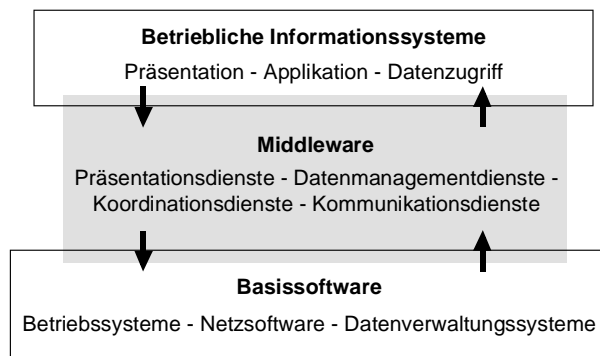 Betriebliche Informationssysteme
Präsentation - Applikation - Datenzugriff
Middleware
Präsentationsdienste - Datenmanagementdienste -
Koordinationsdienste - Kommunikationsdienste
Basissoftware
Betriebssysteme - Netzsoftware - Datenverwaltungssysteme